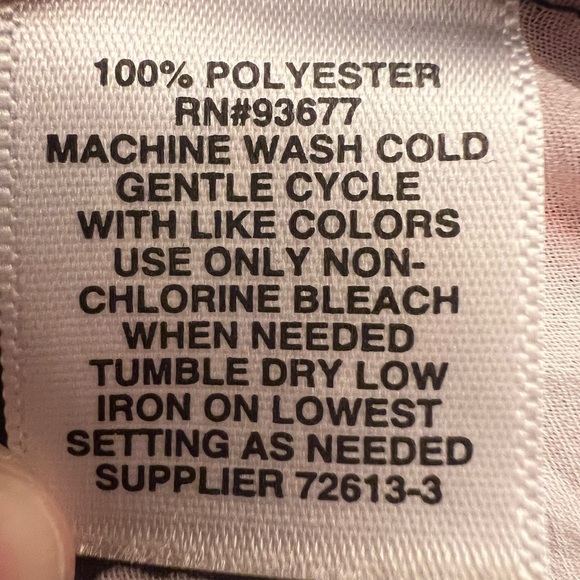 100% POLYESTER
RN#93677
MACHINE WASH COLD
GENTLE CYCLE
WITH LIKE COLORS
USE ONLY NON-
CHLORINE BLEACH
WHEN NEEDED
TUMBLE DRY LOW
IRON ON LOWEST
SETTING AS NEEDED
SUPPLIER 72613-3